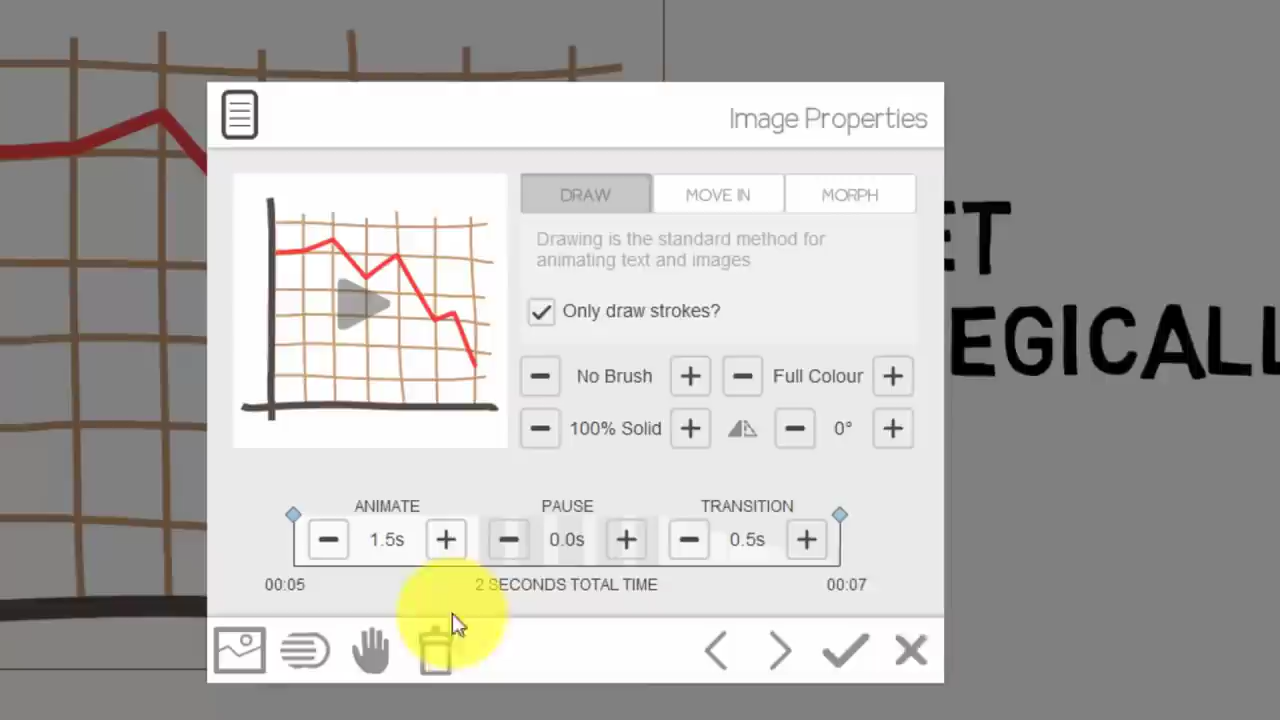 Image Properties
DRAW MOVE IN MORPH
Drawing is the standard method for
animating text and images
Only draw strokes?
No Brush Full Colour
100% Solid 0°
ANIMATE PAUSE TRANSITION
1.5s 0.0s 0.5s
00:05 2 SECONDS TOTAL TIME 00:07
ET
EGICALL